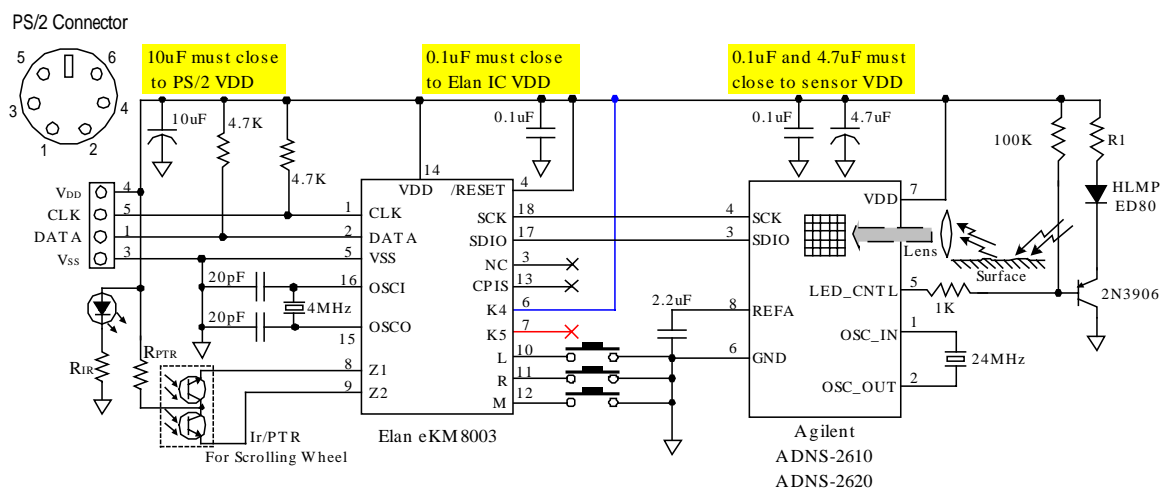 PS/2 Connector
5
6
3
4
1
2
10uF must close
to PS/2 VDD
0.1uF must close
to Elan IC VDD
0.1uF and 4.7uF must
close to sensor VDD
10uF
4.7K
4.7K
0.1uF
0.1uF
4.7uF
100K
R1
HLMP
ED80
VDD
4
CLK
5
DATA
1
VSS
3
14
VDD
/RESET
4
1
CLK
2
DATA
5
VSS
16
OSCI
OSCO
15
8
Z1
9
Z2
SCK
18
SDIO
17
NC
3
CPIS
13
K4
6
K5
7
L
10
R
11
M
12
20pF
20pF
4MHz
RIR
RPTR
Ir/PTR
For Scrolling Wheel
Elan eKM8003
2.2uF
4
SCK
3
SDIO
8
REFA
6
GND
VDD
7
LED_CNTL
5
OSC_IN
1
OSC_OUT
2
Lens
Surface
1K
2N3906
24MHz
Agilent
ADNS-2610
ADNS-2620